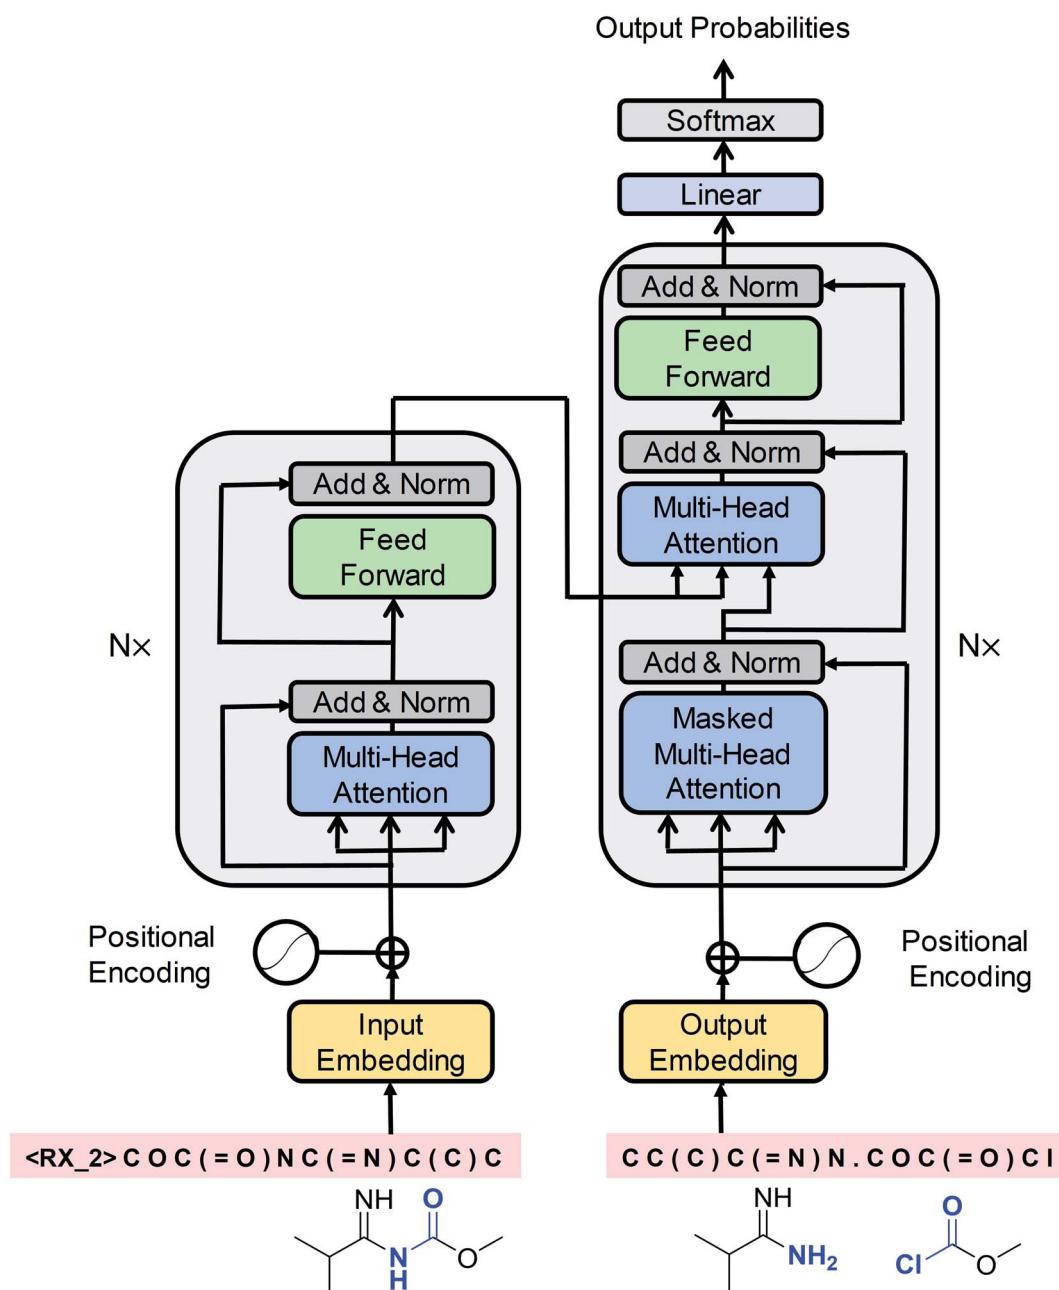 Output Probabilities
Softmax
Linear
Add & Norm
Feed
Forward
Add & Norm
Multi-Head
Attention
Add & Norm
Masked
Multi-Head
Attention
N×
Add & Norm
Feed
Forward
Add & Norm
Multi-Head
Attention
N×
Positional
Encoding
Positional
Encoding
Input
Embedding
Output
Embedding
<RX_2> C O C ( = O ) N C ( = N ) C ( C ) C
C C ( C ) C ( = N ) N . C O C ( = O ) Cl
NH
O
N
H
O
NH
NH2
O
Cl
O